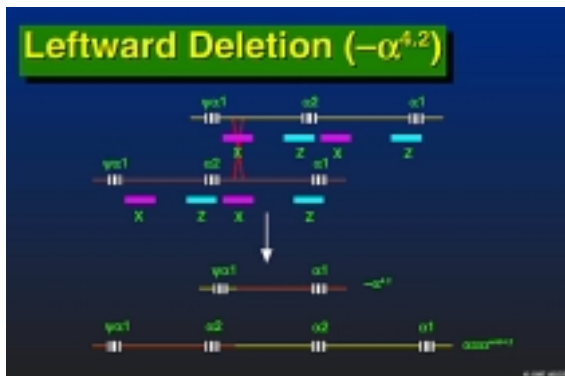 Leftward Deletion (–α⁴·²)
ψα1 α2 α1
X Z X Z
ψα1 α2 α1
X Z X Z
ψα1 α1
–α⁴·²
ψα1 α2 α2 α1